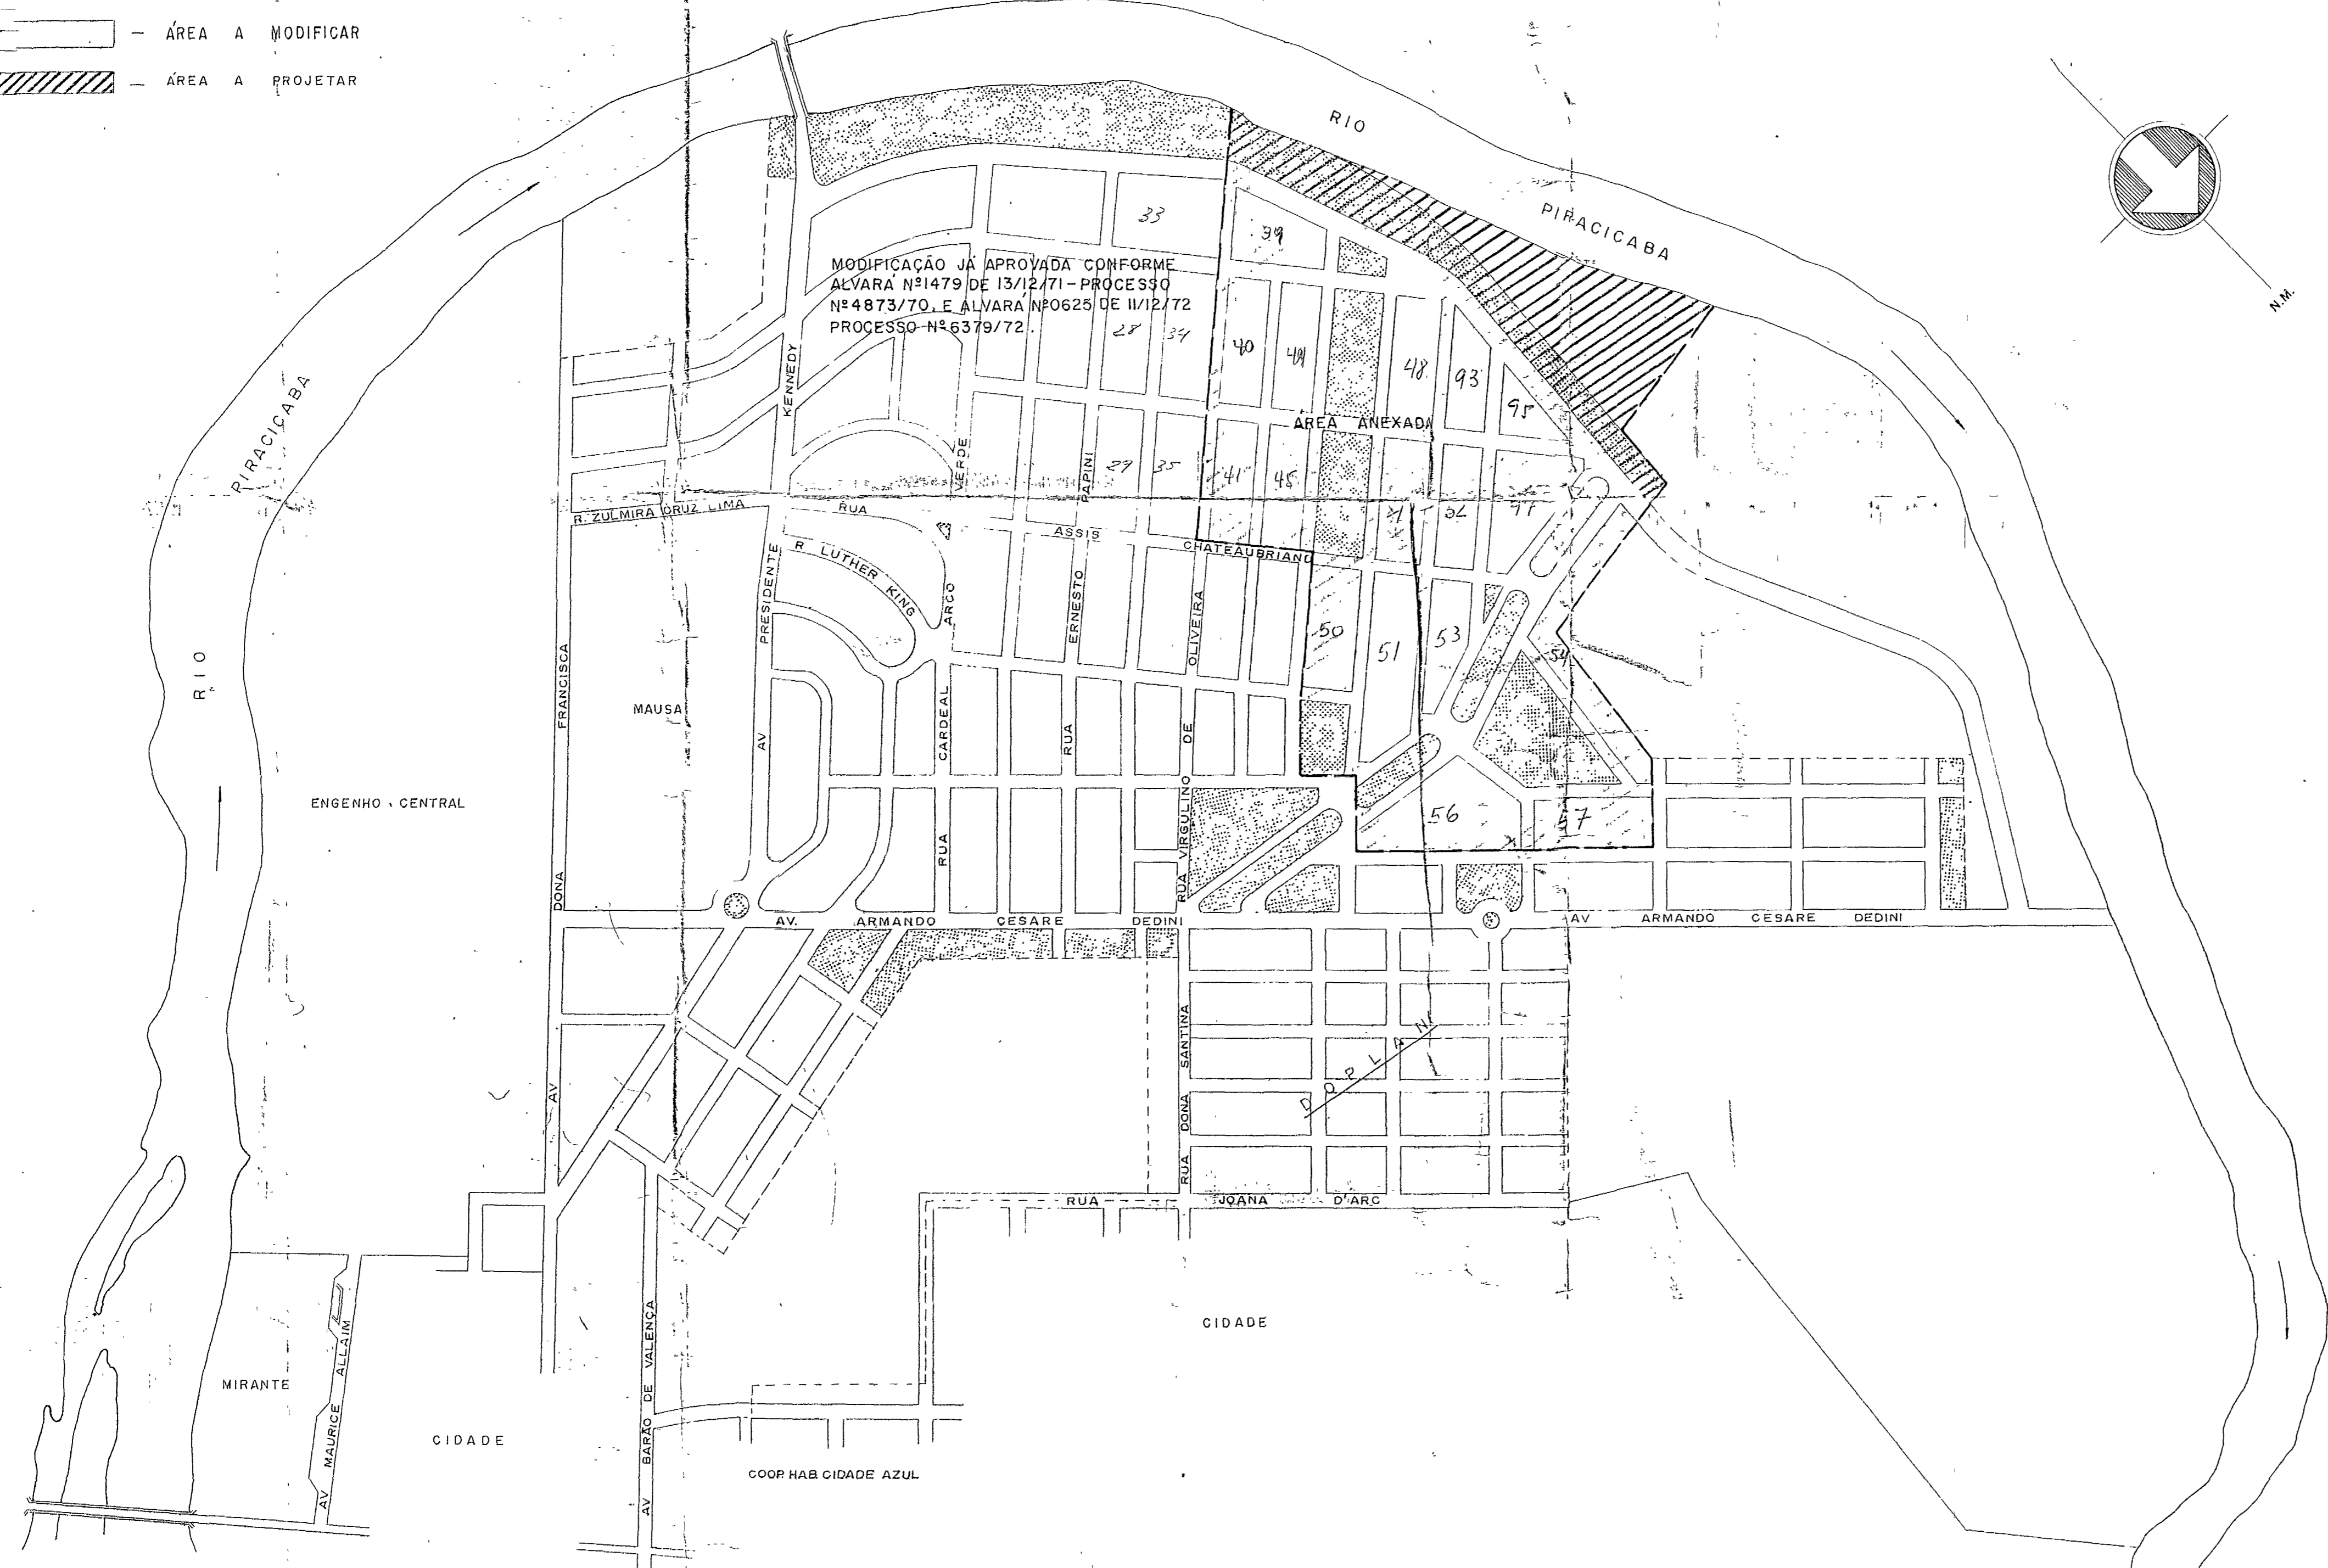 — ÁREA A MODIFICAR
— ÁREA A PROJETAR
RIO
PIRACICABA
N.M.
33
39
MODIFICAÇÃO JÁ APROVADA CONFORME
ALVARÁ Nº1479 DE 13/12/71-PROCESSO
Nº4873/70, E ALVARÁ Nº0625 DE 11/12/72
PROCESSO Nº6379/72.
28
34
40
48
93
95
ÁREA ANEXADA
29
35
41
45
PIRACICABA
RIO
R. ZULMIRA CRUZ LIMA
RUA ASSIS CHATEAUBRIAND
R LUTHER KING
AV PRESIDENTE KENNEDY
RUA CARDEAL ARCO VERDE
RUA ERNESTO PAPINI
RUA VIRGULINO DE OLIVEIRA
50
51
53
54
56
57
MAUSA
ENGENHO CENTRAL
AV DONA FRANCISCA
AV. ARMANDO CESARE DEDINI
AV ARMANDO CESARE DEDINI
RUA DONA SANTINA
RUA JOANA D'ARC
CIDADE
MIRANTE
AV MAURICE ALLAIM
CIDADE
AV BARÃO DE VALENÇA
COOP. HAB. CIDADE AZUL